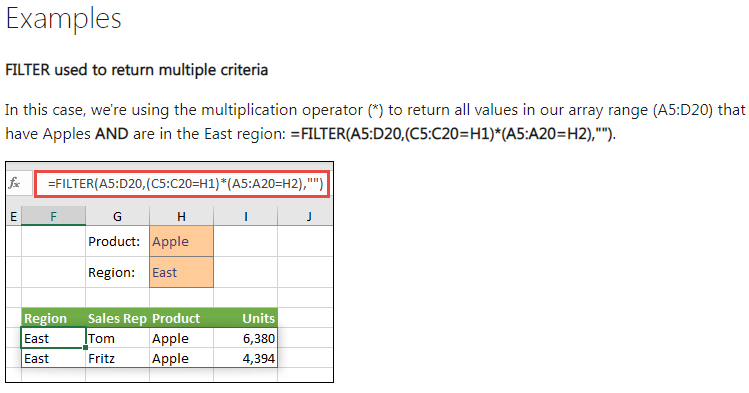 Examples
FILTER used to return multiple criteria
In this case, we're using the multiplication operator (*) to return all values in our array range (A5:D20) that
have Apples AND are in the East region: =FILTER(A5:D20,(C5:C20=H1)*(A5:A20=H2),"").
fx =FILTER(A5:D20,(C5:C20=H1)*(A5:A20=H2),"")
E F G H I J
Product: Apple
Region: East
Region Sales Rep Product Units
East Tom Apple 6,380
East Fritz Apple 4,394